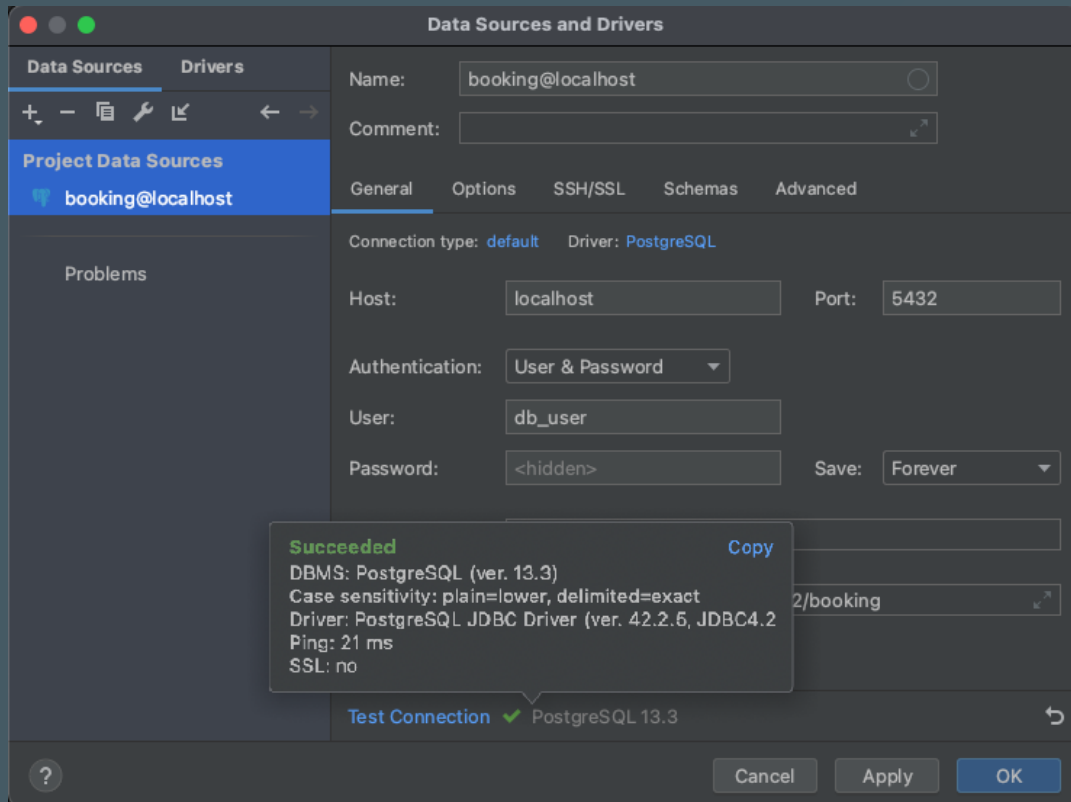 Data Sources and Drivers
Data Sources Drivers
Project Data Sources
booking@localhost
Problems
Name: booking@localhost
Comment:
General Options SSH/SSL Schemas Advanced
Connection type: default Driver: PostgreSQL
Host: localhost Port: 5432
Authentication: User & Password
User: db_user
Password: <hidden> Save: Forever
2/booking
Succeeded Copy
DBMS: PostgreSQL (ver. 13.3)
Case sensitivity: plain=lower, delimited=exact
Driver: PostgreSQL JDBC Driver (ver. 42.2.5, JDBC4.2
Ping: 21 ms
SSL: no
Test Connection PostgreSQL 13.3
? Cancel Apply OK